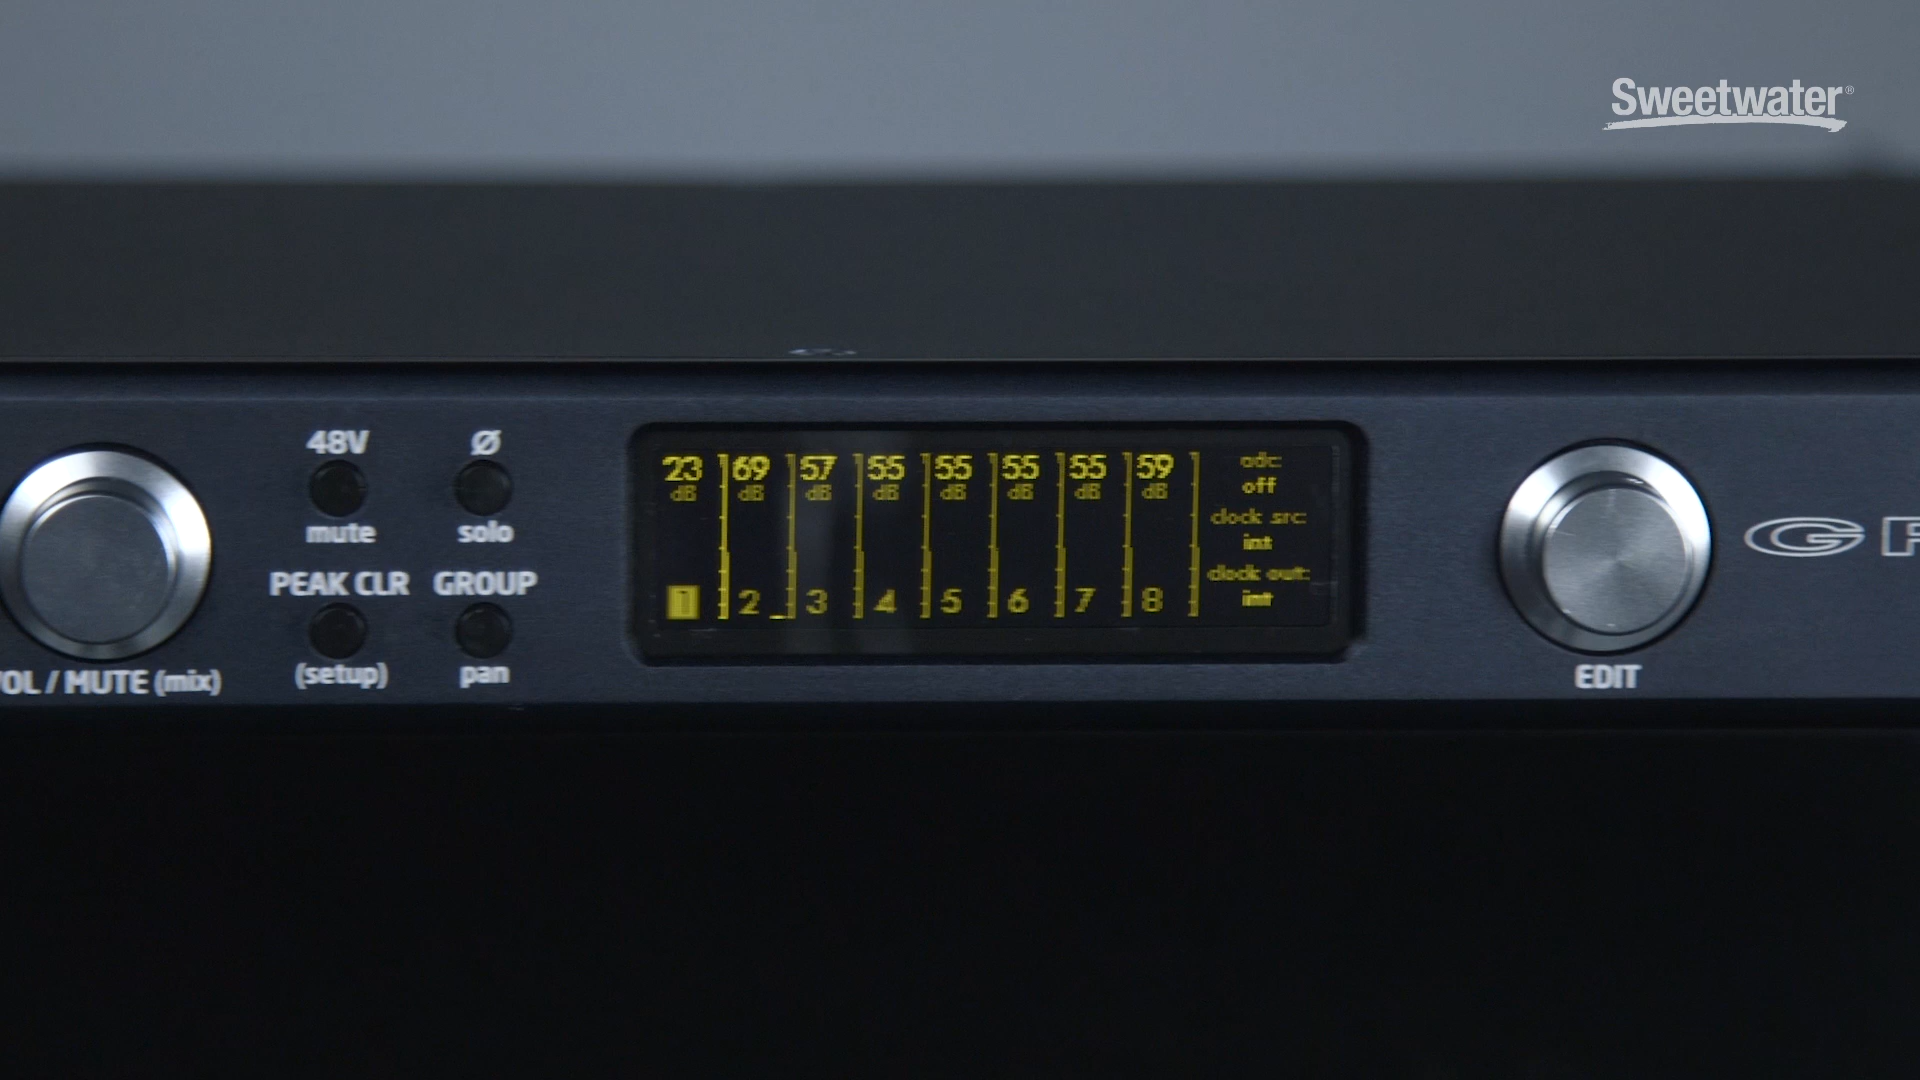 Sweetwater®
48V
Ø
mute
solo
PEAK CLR
GROUP
(setup)
pan
OL / MUTE (mix)
23 69 57 55 55 55 55 59
dB dB dB dB dB dB dB dB
1 2 3 4 5 6 7 8
adc:
off
clock src:
int
clock out:
int
EDIT
G